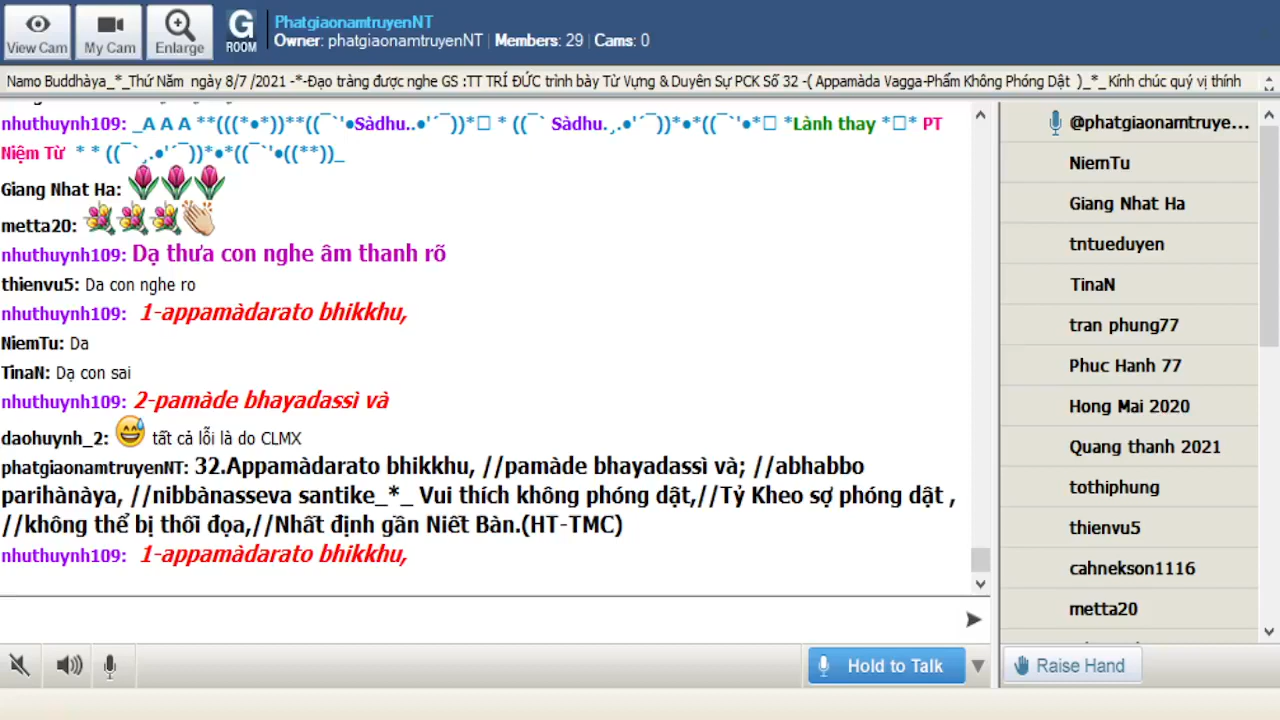 View Cam
My Cam
Enlarge
G
ROOM
PhatgiaonamtruyenNT
Owner: phatgiaonamtruyenNT | Members: 29 | Cams: 0
Namo Buddhàya_*_Thứ Năm ngày 8/7 /2021 -*-Đạo tràng được nghe GS :TT TRÍ ĐỨC trình bày Từ Vựng & Duyên Sự PCK Số 32 -( Appamàda Vagga-Phẩm Không Phóng Dật )_*_ Kính chúc quý vị thính
nhuthuynh109: _A A A **(((*•*))**((¯`'•Sàdhu..•'´¯))*•□ * ((¯` Sàdhu.¸.•'´¯))*•*((¯`'•*□ *Lành thay *□* PT
Niệm Từ * * ((¯`¸.•'´¯))*•*((¯`'•((**))_
Giang Nhat Ha:
metta20:
nhuthuynh109: Dạ thưa con nghe âm thanh rõ
thienvu5: Da con nghe ro
nhuthuynh109: 1-appamàdarato bhikkhu,
NiemTu: Da
TinaN: Dạ con sai
nhuthuynh109: 2-pamàde bhayadassì và
daohuynh_2: tất cả lỗi là do CLMX
phatgiaonamtruyenNT: 32.Appamàdarato bhikkhu, //pamàde bhayadassì và; //abhabbo
parihànàya, //nibbànasseva santike_*_ Vui thích không phóng dật,//Tỷ Kheo sợ phóng dật ,
//không thể bị thối đọa,//Nhất định gần Niết Bàn.(HT-TMC)
nhuthuynh109: 1-appamàdarato bhikkhu,
Hold to Talk
@phatgiaonamtruye...
NiemTu
Giang Nhat Ha
tntueduyen
TinaN
tran phung77
Phuc Hanh 77
Hong Mai 2020
Quang thanh 2021
tothiphung
thienvu5
cahnekson1116
metta20
Raise Hand